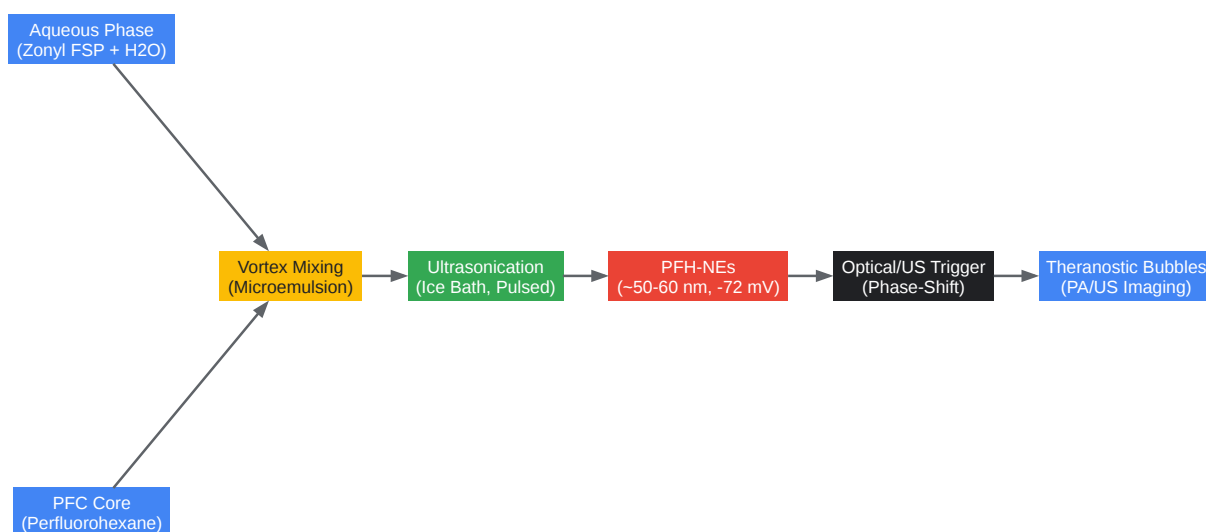 Aqueous Phase
(Zonyl FSP + H2O)
Vortex Mixing
(Microemulsion)
Ultrasonication
(Ice Bath, Pulsed)
PFH-NEs
(~50-60 nm, -72 mV)
Optical/US Trigger
(Phase-Shift)
Theranostic Bubbles
(PA/US Imaging)
PFC Core
(Perfluorohexane)